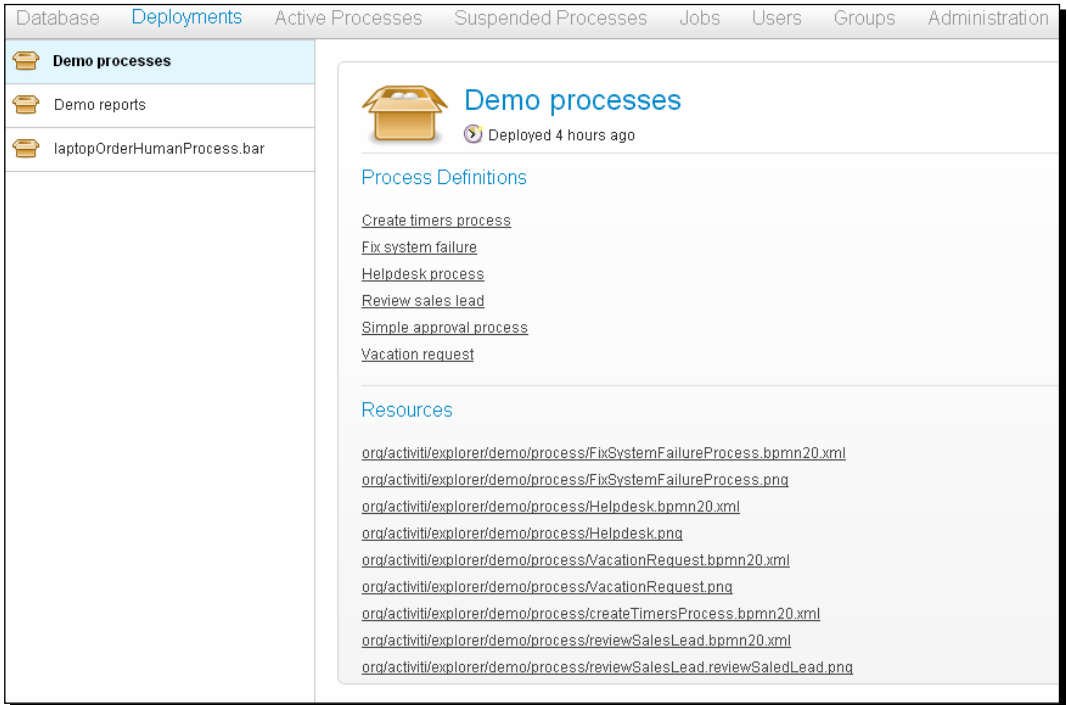 Database Deployments Active Processes Suspended Processes Jobs Users Groups Administration
Demo processes
Demo reports
laptopOrderHumanProcess.bar
Demo processes
Deployed 4 hours ago
Process Definitions
Create timers process
Fix system failure
Helpdesk process
Review sales lead
Simple approval process
Vacation request
Resources
org/activiti/explorer/demo/process/FixSystemFailureProcess.bpmn20.xml
org/activiti/explorer/demo/process/FixSystemFailureProcess.png
org/activiti/explorer/demo/process/Helpdesk.bpmn20.xml
org/activiti/explorer/demo/process/Helpdesk.png
org/activiti/explorer/demo/process/VacationRequest.bpmn20.xml
org/activiti/explorer/demo/process/VacationRequest.png
org/activiti/explorer/demo/process/createTimersProcess.bpmn20.xml
org/activiti/explorer/demo/process/reviewSalesLead.bpmn20.xml
org/activiti/explorer/demo/process/reviewSalesLead.reviewSaledLead.png